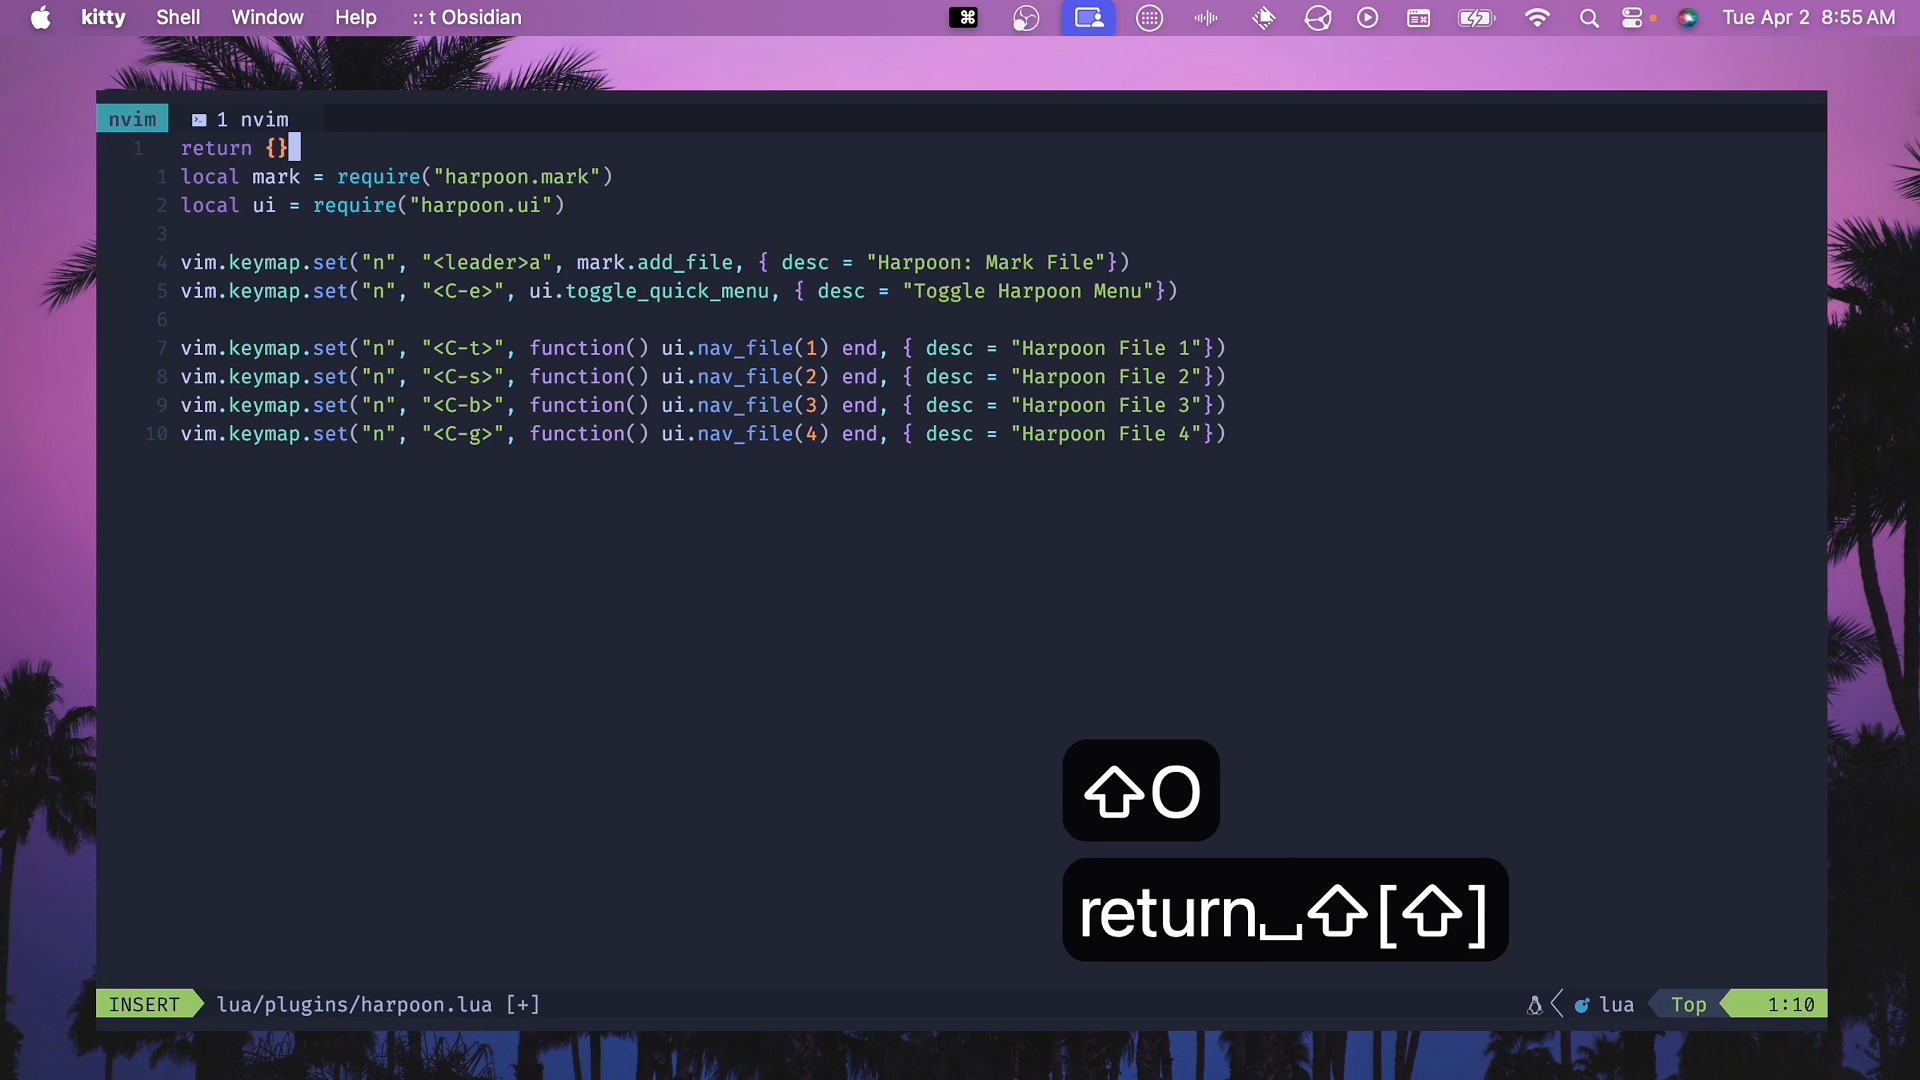 kitty Shell Window Help :: t Obsidian ⌘ Tue Apr 2 8:55 AM
nvim 1 nvim
1 return {}
1 local mark = require("harpoon.mark")
2 local ui = require("harpoon.ui")
3
4 vim.keymap.set("n", "<leader>a", mark.add_file, { desc = "Harpoon: Mark File"})
5 vim.keymap.set("n", "<C-e>", ui.toggle_quick_menu, { desc = "Toggle Harpoon Menu"})
6
7 vim.keymap.set("n", "<C-t>", function() ui.nav_file(1) end, { desc = "Harpoon File 1"})
8 vim.keymap.set("n", "<C-s>", function() ui.nav_file(2) end, { desc = "Harpoon File 2"})
9 vim.keymap.set("n", "<C-b>", function() ui.nav_file(3) end, { desc = "Harpoon File 3"})
10 vim.keymap.set("n", "<C-g>", function() ui.nav_file(4) end, { desc = "Harpoon File 4"})
⇧O
return␣⇧[⇧]
INSERT lua/plugins/harpoon.lua [+] lua Top 1:10